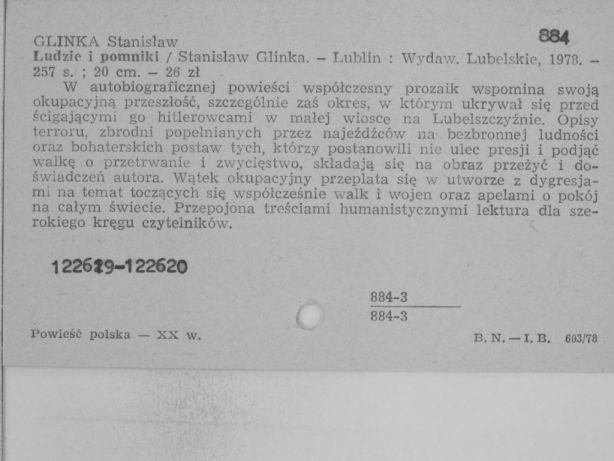 884
GLINKA Stanisław
Ludzie i pomniki / Stanisław Glinka. — Lublin : Wydaw. Lubelskie, 1978. —
257 s. ; 20 cm. — 26 zł
W autobiograficznej powieści współczesny prozaik wspomina swoją
okupacyjną przeszłość, szczególnie zaś okres, w którym ukrywał się przed
ścigającymi go hitlerowcami w małej wiosce na Lubelszczyźnie. Opisy
terroru, zbrodni popełnianych przez najeźdźców na bezbronnej ludności
oraz bohaterskich postaw tych, którzy postanowili nie ulec presji i podjąć
walkę o przetrwanie i zwycięstwo, składają się na obraz przeżyć i do-
świadczeń autora. Wątek okupacyjny przeplata się w utworze z dygresja-
mi na temat toczących się współcześnie walk i wojen oraz apelami o pokój
na całym świecie. Przepojona treściami humanistycznymi lektura dla sze-
rokiego kręgu czytelników.
122619-122620
884-3
884-3
Powieść polska — XX w.
B. N. — I. B. 603/78